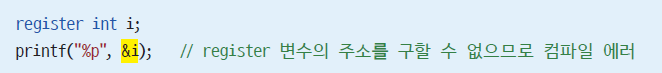 register int i;
printf("%p", &i);   // register 변수의 주소를 구할 수 없으므로 컴파일 에러